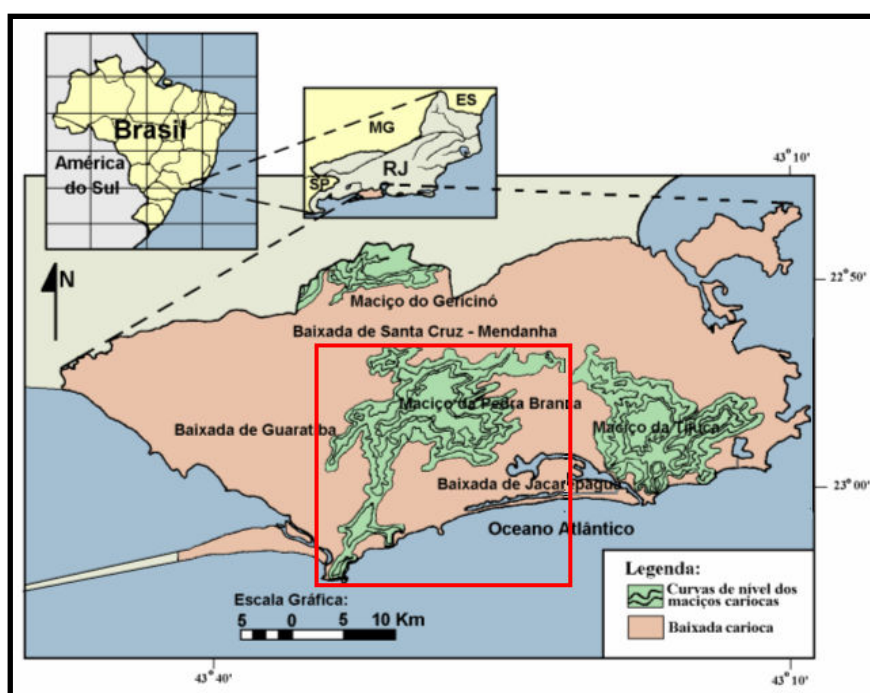 Brasil
América
do Sul
ES
MG
RJ
SP
43° 10'
N
22° 50'
Maciço do Gericinó
Baixada de Santa Cruz - Mendanha
Maciço da Pedra Branna
Baixada de Guaratiba
Maciço da Tijuca
Baixada de Jacarepaguá
23° 00'
Oceano Atlântico
Legenda:
Curvas de nível dos
maciços cariocas
Baixada carioca
Escala Gráfica:
5 0 5 10 Km
43° 40'
43° 10'